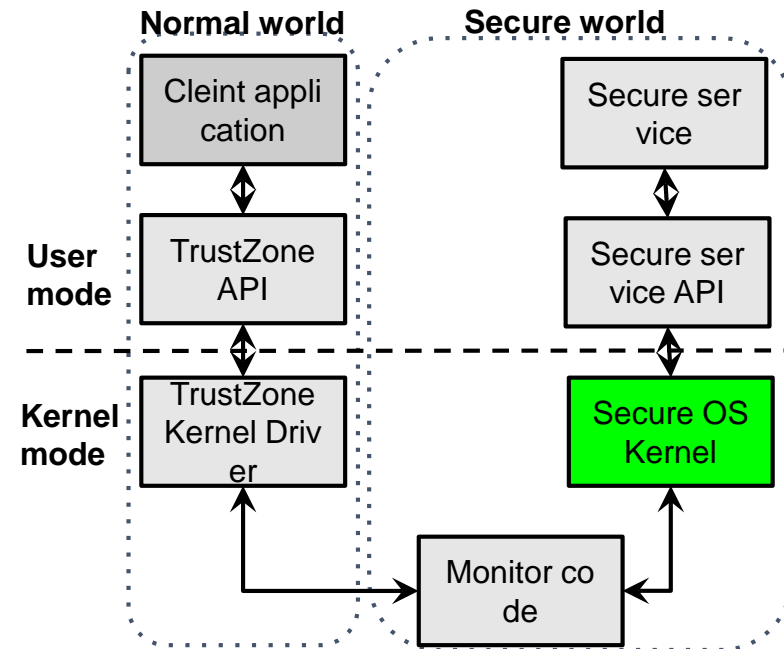 Normal world
Secure world
Cleint appli
cation
Secure ser
vice
User
mode
TrustZone
API
Secure ser
vice API
Kernel
mode
TrustZone
Kernel Driv
er
Secure OS
Kernel
Monitor co
de